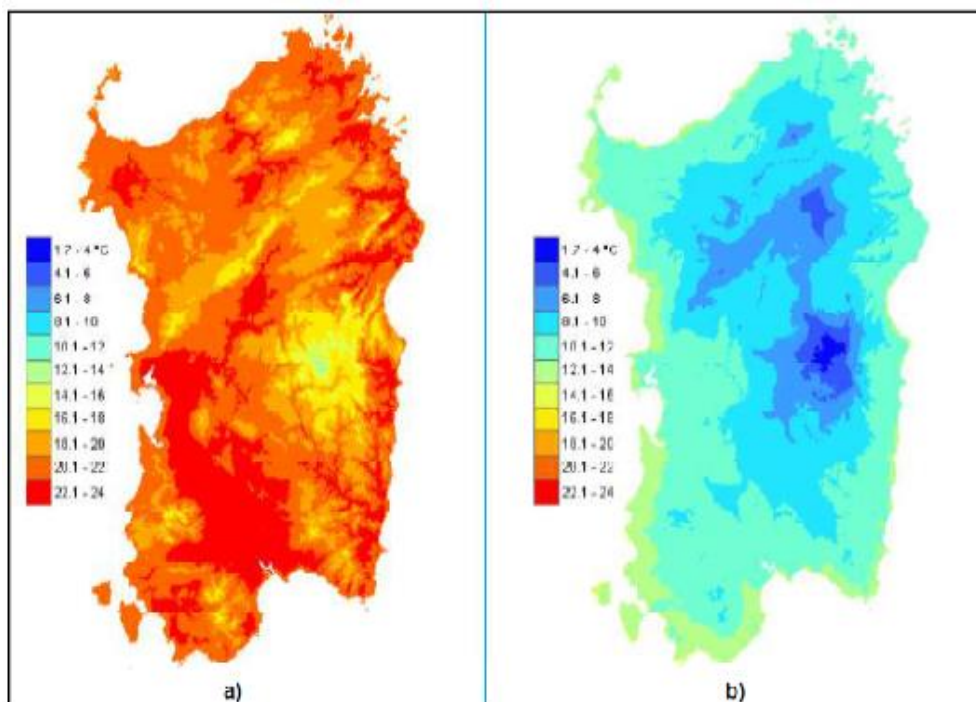 1.7 - 4 °C
4.1 - 6
6.1 - 8
8.1 - 10
10.1 - 12
12.1 - 14
14.1 - 16
16.1 - 18
18.1 - 20
20.1 - 22
22.1 - 24
a)
1.7 - 4 °C
4.1 - 6
6.1 - 8
8.1 - 10
10.1 - 12
12.1 - 14
14.1 - 16
16.1 - 18
18.1 - 20
20.1 - 22
22.1 - 24
b)